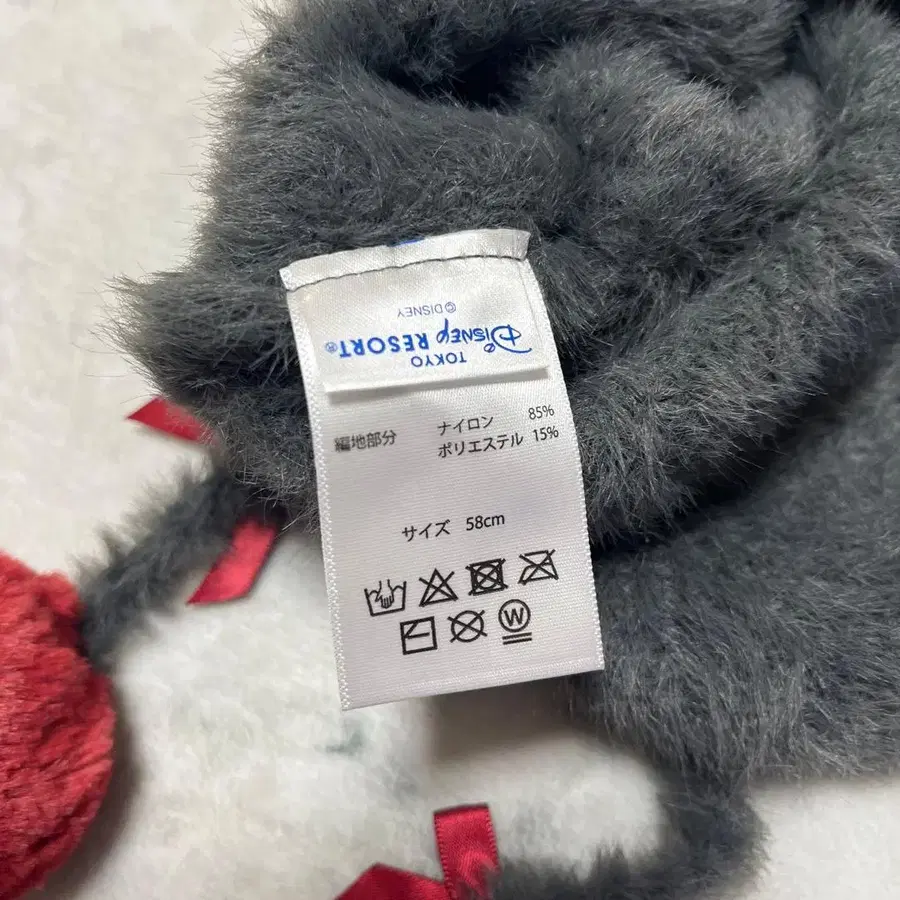 © DISNEY
TOKYO
DISNEY RESORT®
編地部分 ナイロン 85%
ポリエステル 15%
サイズ 58cm
W